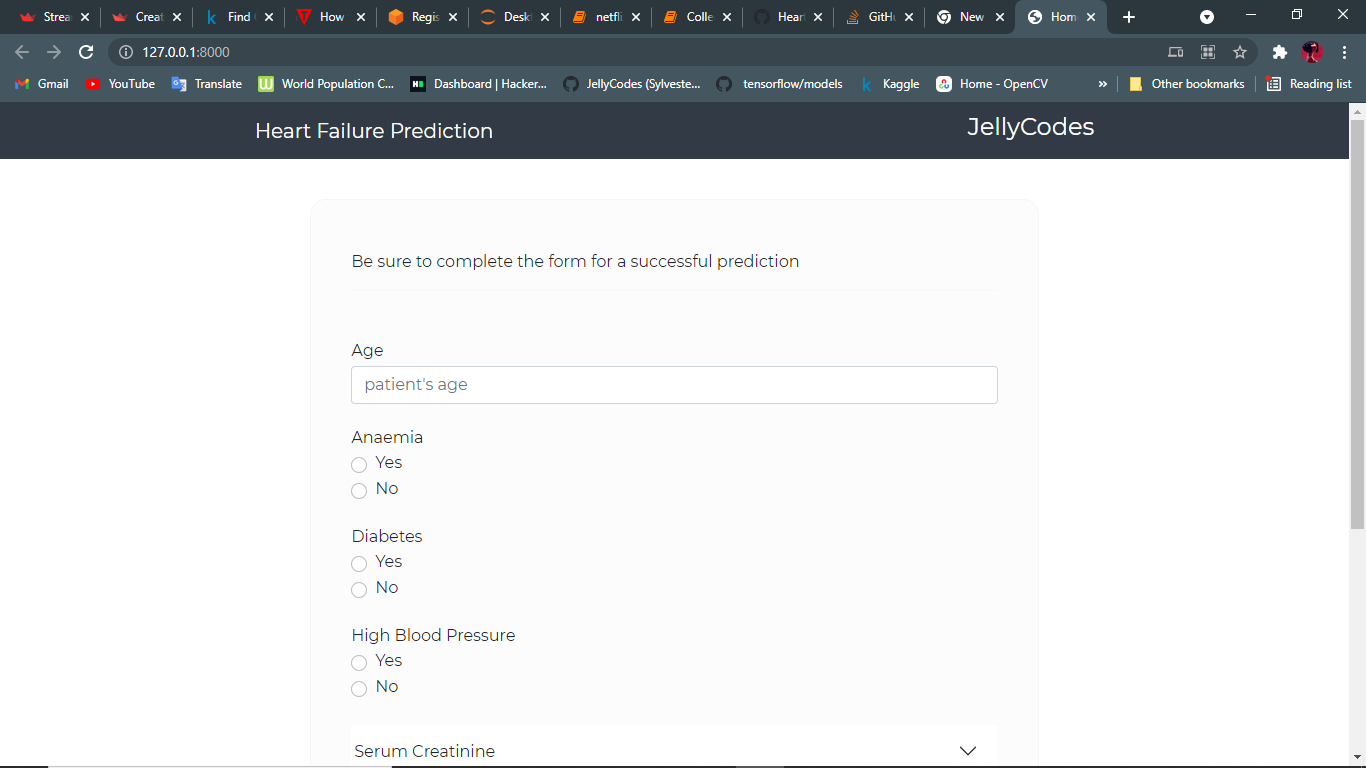 Strea Creat Find How Regis Deskt netfli Colle Heart GitHu New Hom
127.0.0.1:8000
Gmail YouTube Translate World Population C... Dashboard | Hacker... JellyCodes (Sylveste... tensorflow/models Kaggle Home - OpenCV » Other bookmarks Reading list
Heart Failure Prediction JellyCodes
Be sure to complete the form for a successful prediction
Age
patient's age
Anaemia
Yes
No
Diabetes
Yes
No
High Blood Pressure
Yes
No
Serum Creatinine